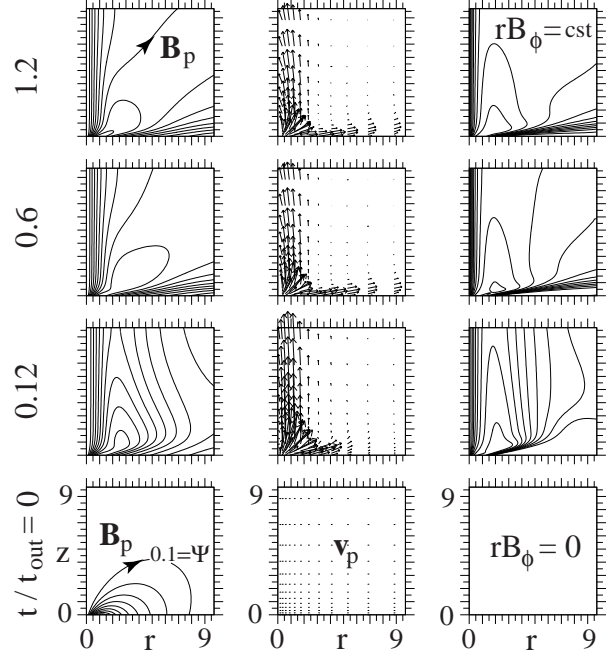 1.2
B_p
rB_ϕ = cst
0.6
0.12
t / t_out = 0
9
z
0
B_p
0.1=Ψ
0
r
9
9
0
v_p
0
r
9
9
0
rB_ϕ = 0
0
r
9